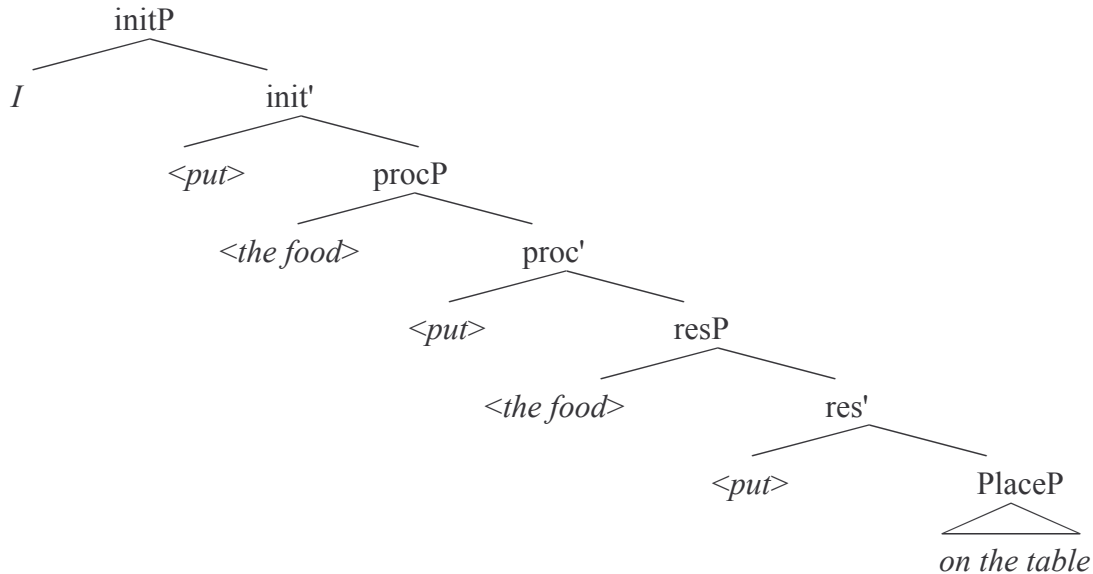 initP
I
init'
<put>
procP
<the food>
proc'
<put>
resP
<the food>
res'
<put>
PlaceP
on the table